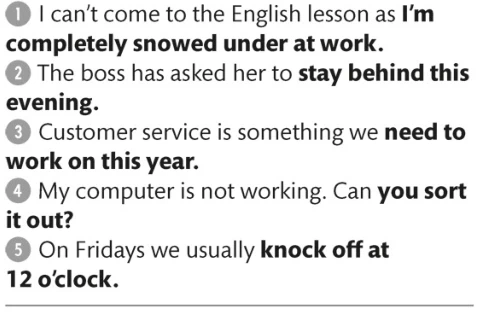 1 I can't come to the English lesson as I'm
completely snowed under at work.
2 The boss has asked her to stay behind this
evening.
3 Customer service is something we need to
work on this year.
4 My computer is not working. Can you sort
it out?
5 On Fridays we usually knock off at
12 o'clock.